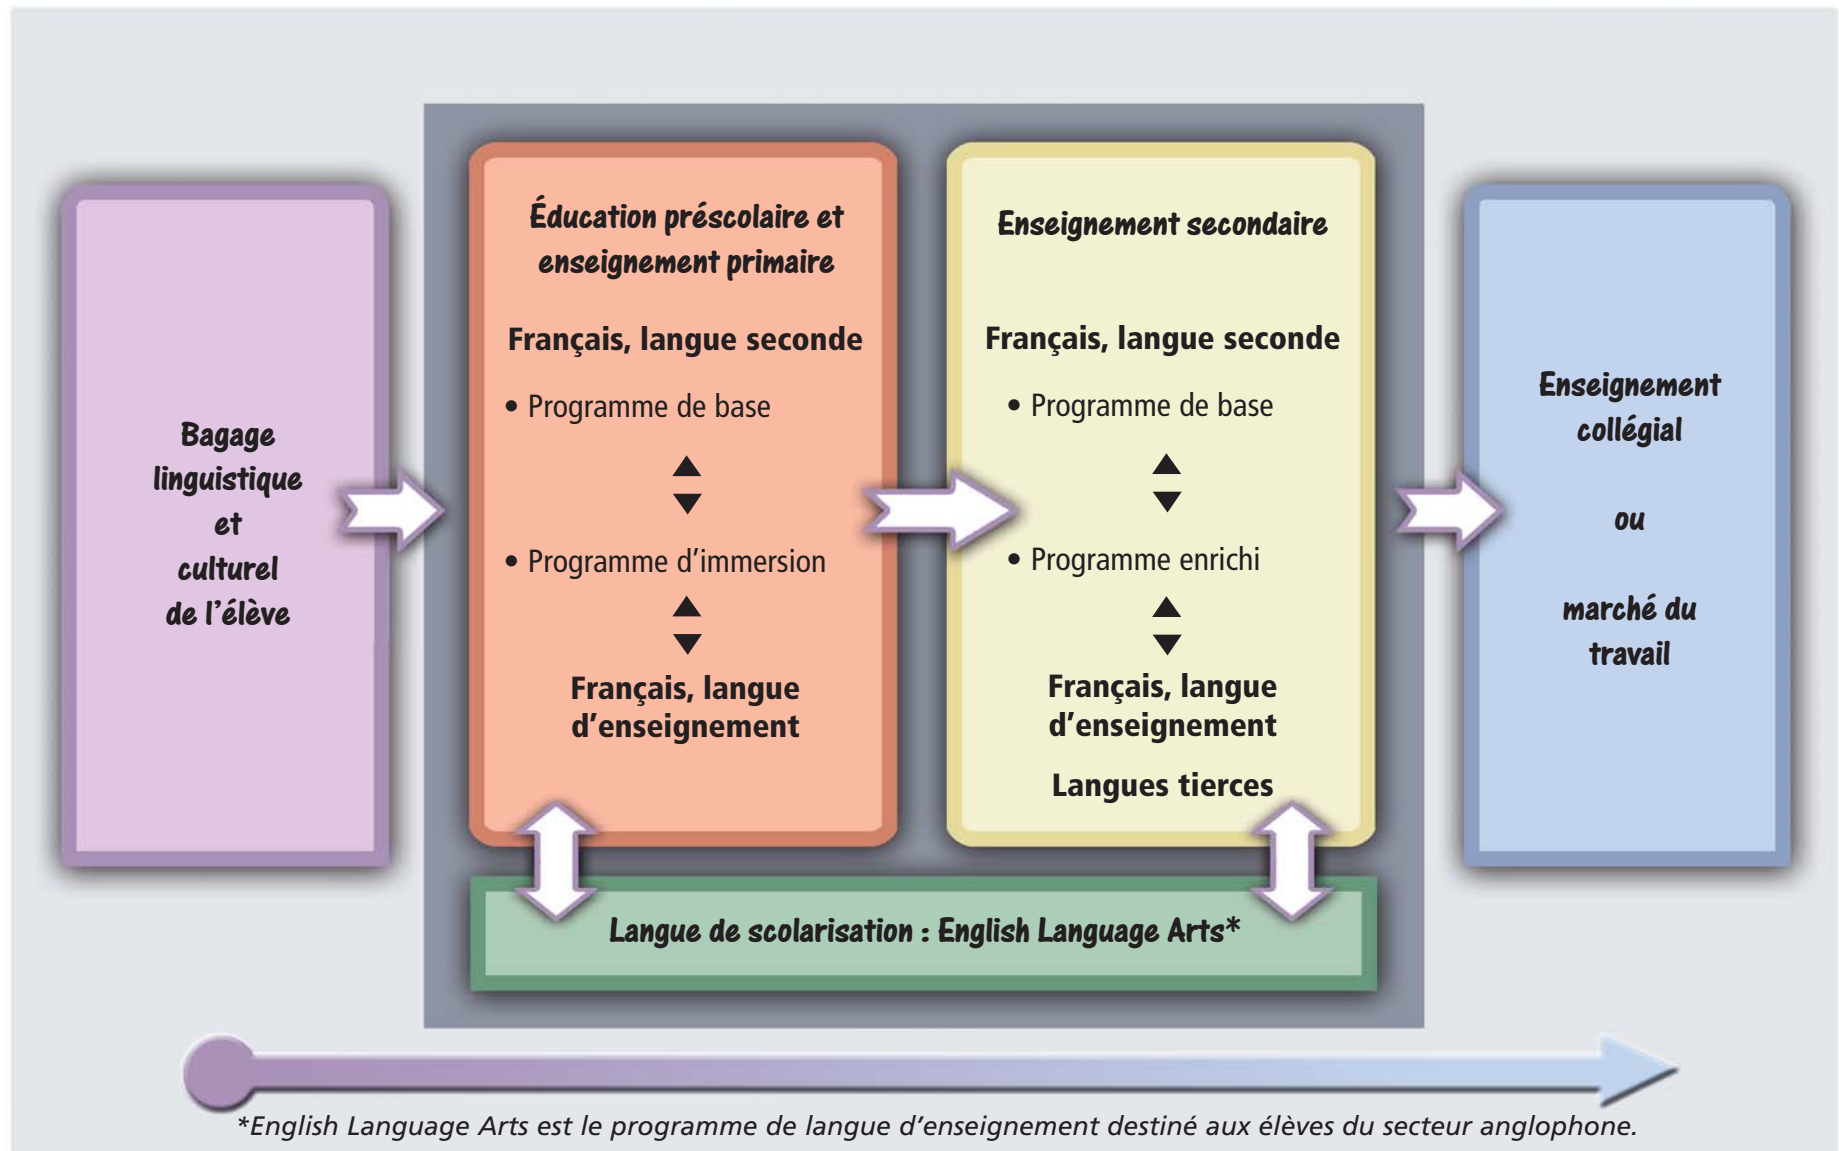 Bagage
linguistique
et
culturel
de l'élève
Éducation préscolaire et
enseignement primaire
Français, langue seconde
• Programme de base
• Programme d'immersion
Français, langue
d'enseignement
Enseignement secondaire
Français, langue seconde
• Programme de base
• Programme enrichi
Français, langue
d'enseignement
Langues tierces
Enseignement
collégial
ou
marché du
travail
Langue de scolarisation : English Language Arts*
*English Language Arts est le programme de langue d'enseignement destiné aux élèves du secteur anglophone.